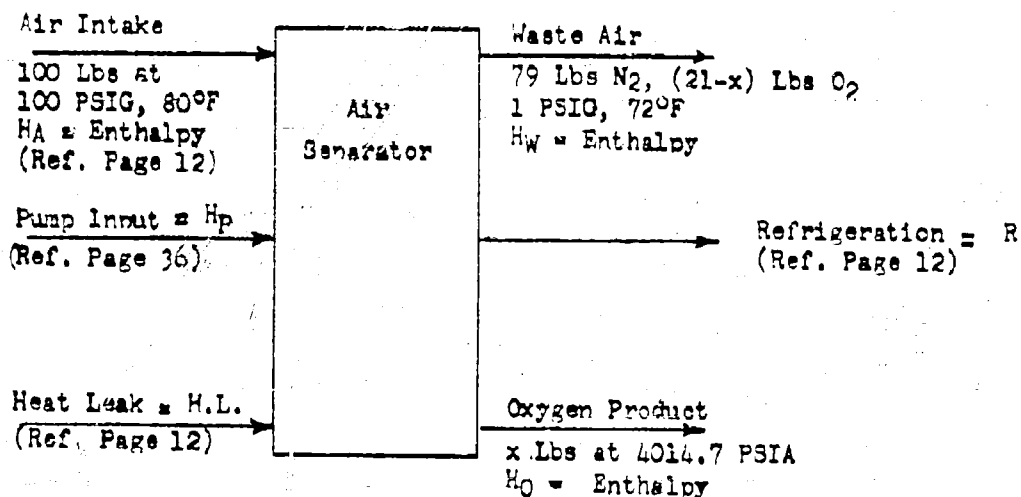 Air Intake
100 Lbs at
100 PSIG, 80°F
HA = Enthalpy
(Ref. Page 12)
Pump Input = Hp
(Ref. Page 36)
Heat Leak = H.L.
(Ref. Page 12)
Air
Separator
Waste Air
79 Lbs N2, (21-x) Lbs O2
1 PSIG, 72°F
HW = Enthalpy
Refrigeration = R
(Ref. Page 12)
Oxygen Product
x Lbs at 4014.7 PSIA
HO = Enthalpy